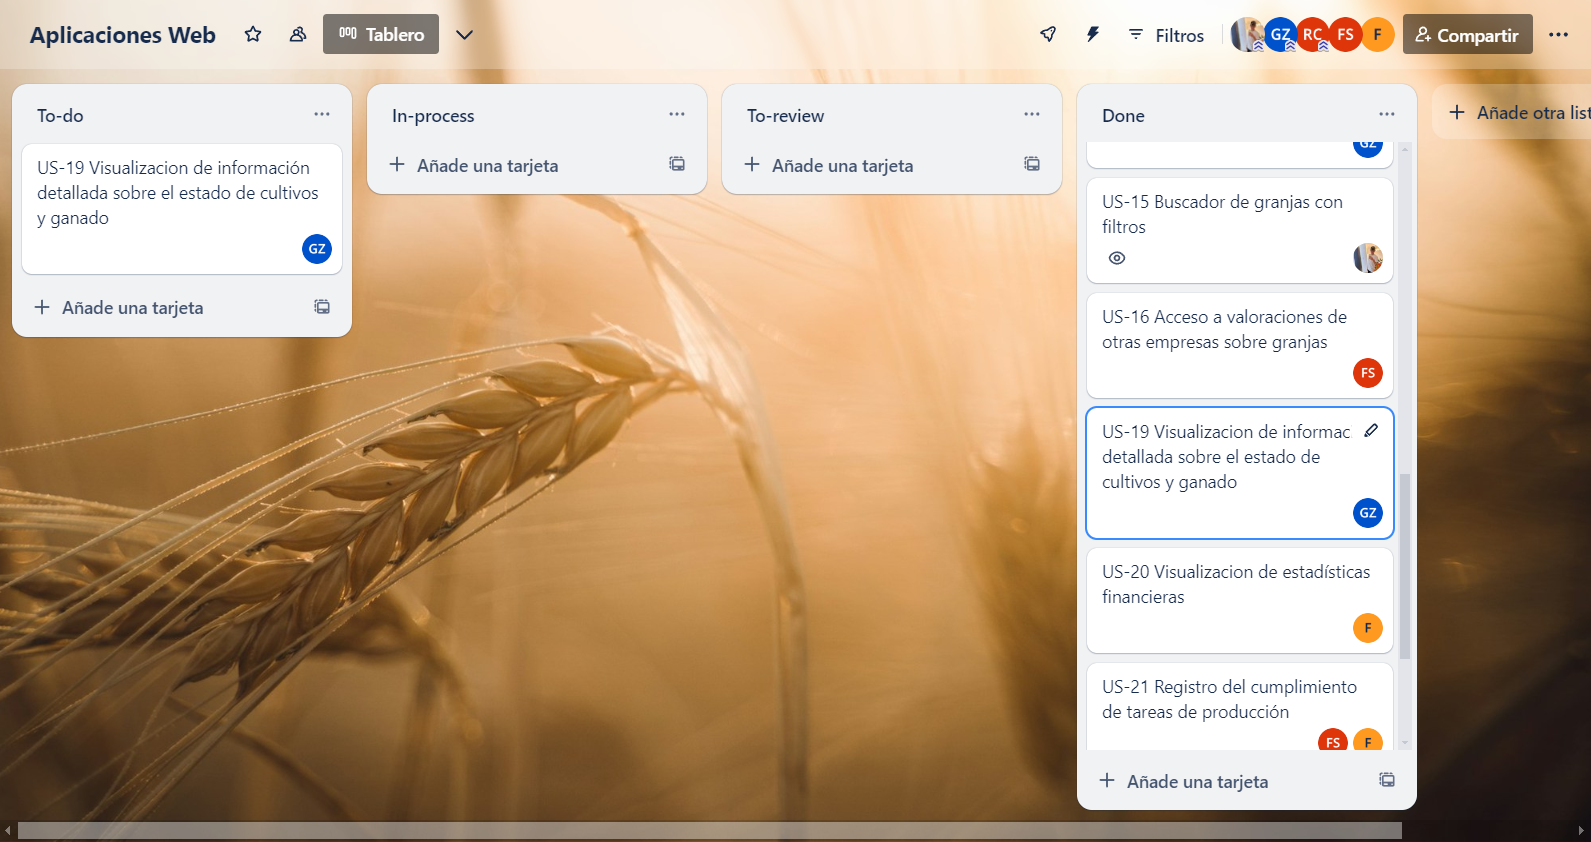 Aplicaciones Web
Tablero
Filtros
GZ
RC
FS
F
Compartir
To-do
US-19 Visualizacion de información
detallada sobre el estado de cultivos
y ganado
GZ
Añade una tarjeta
In-process
Añade una tarjeta
To-review
Añade una tarjeta
Done
GZ
US-15 Buscador de granjas con
filtros
US-16 Acceso a valoraciones de
otras empresas sobre granjas
FS
US-19 Visualizacion de informac
detallada sobre el estado de
cultivos y ganado
GZ
US-20 Visualizacion de estadísticas
financieras
F
US-21 Registro del cumplimiento
de tareas de producción
FS
F
Añade una tarjeta
Añade otra list